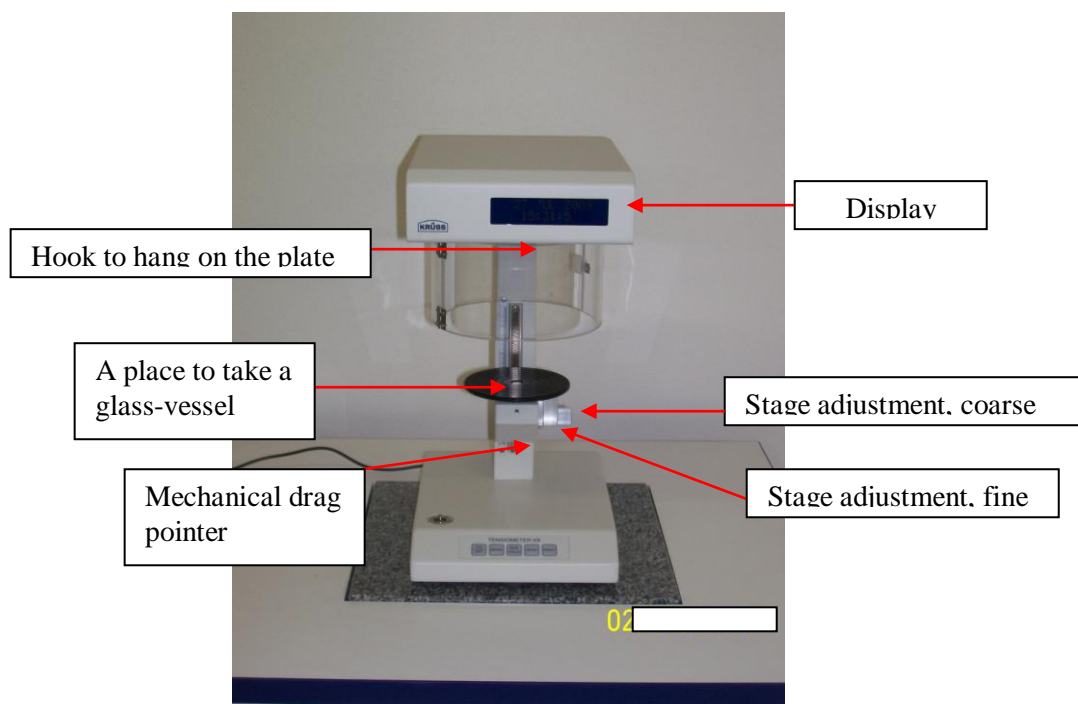 Display
KRÜSS
Hook to hang on the plate
A place to take a
glass-vessel
Stage adjustment, coarse
Mechanical drag
pointer
Stage adjustment, fine
TENSIOMETER K6
02